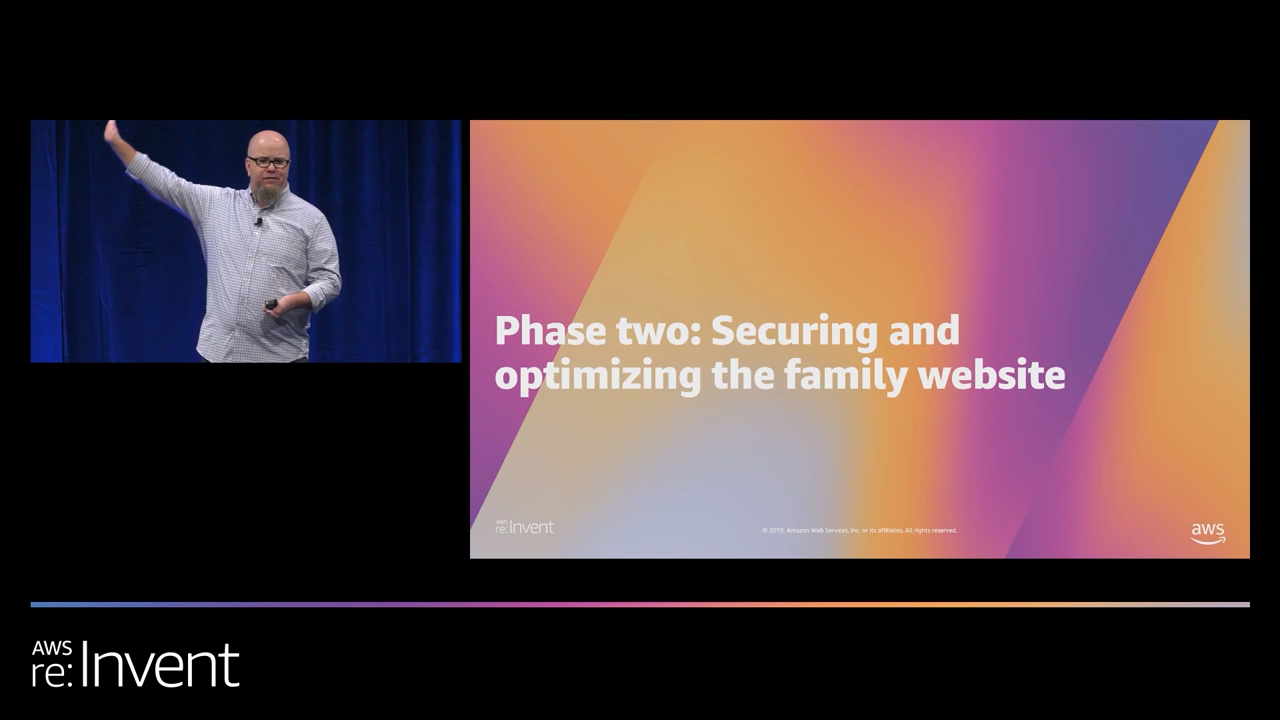 Phase two: Securing and
optimizing the family website
AWS
re:Invent
© 2019, Amazon Web Services, Inc. or its affiliates. All rights reserved.
aws
AWS
re:Invent